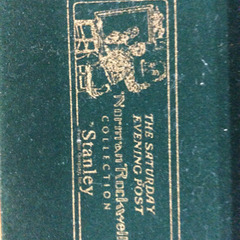 THE SATURDAY
EVENING POST
Norman Rockwell
COLLECTION
Stanley